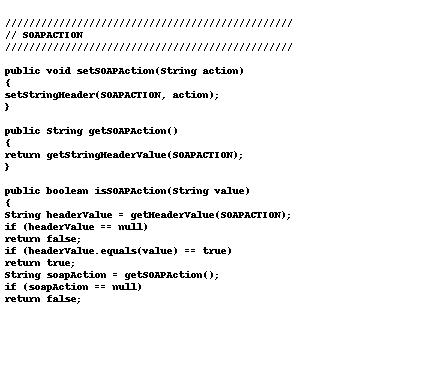 ////////////////////////////////////////////////
// SOAPACTION
////////////////////////////////////////////////
public void setSOAPAction(String action)
{
setStringHeader(SOAPACTION, action);
}
public String getSOAPAction()
{
return getStringHeaderValue(SOAPACTION);
}
public boolean isSOAPAction(String value)
{
String headerValue = getHeaderValue(SOAPACTION);
if (headerValue == null)
return false;
if (headerValue.equals(value) == true)
return true;
String soapAction = getSOAPAction();
if (soapAction == null)
return false;